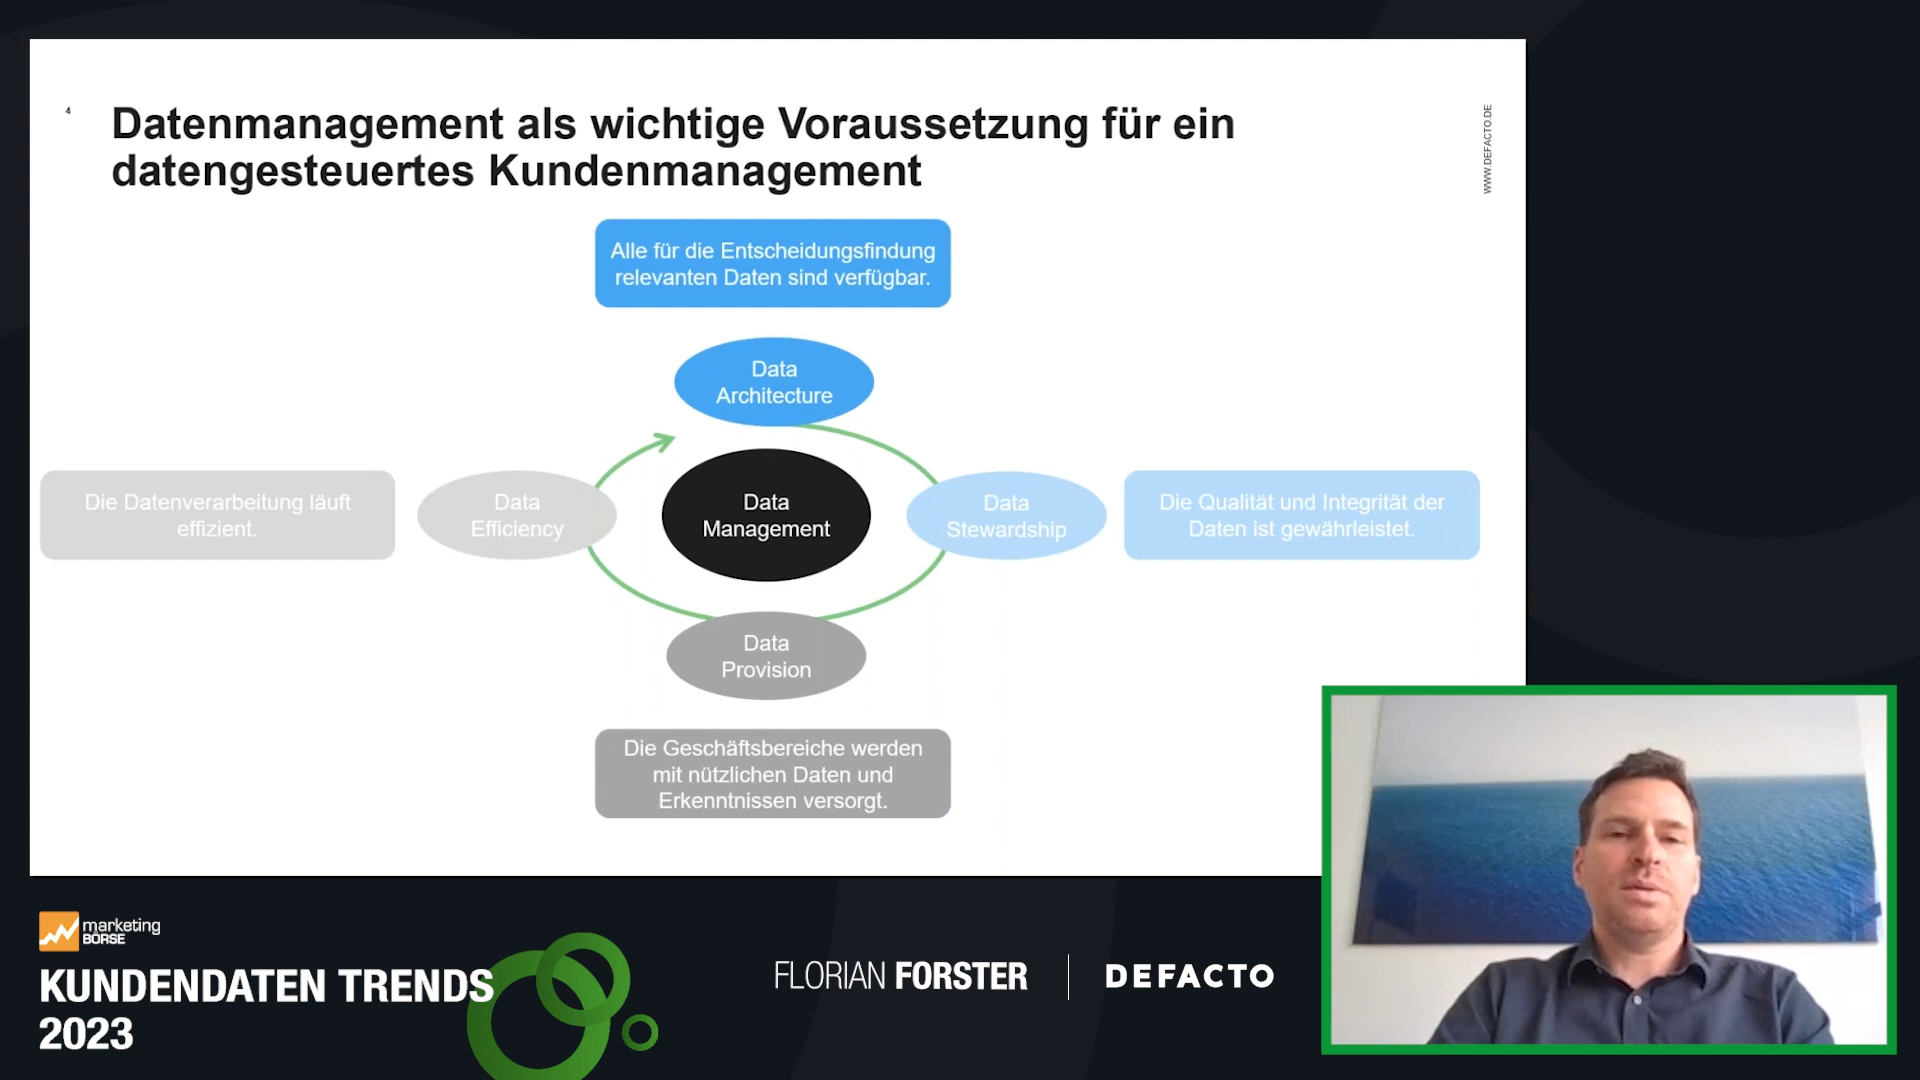 4
Datenmanagement als wichtige Voraussetzung für ein
datengesteuertes Kundenmanagement
WWW.DEFACTO.DE
Alle für die Entscheidungsfindung
relevanten Daten sind verfügbar.
Data
Architecture
Die Datenverarbeitung läuft
effizient.
Data
Efficiency
Data
Management
Data
Stewardship
Die Qualität und Integrität der
Daten ist gewährleistet.
Data
Provision
Die Geschäftsbereiche werden
mit nützlichen Daten und
Erkenntnissen versorgt.
marketing
BÖRSE
KUNDENDATEN TRENDS
2023
FLORIAN FORSTER
DEFACTO